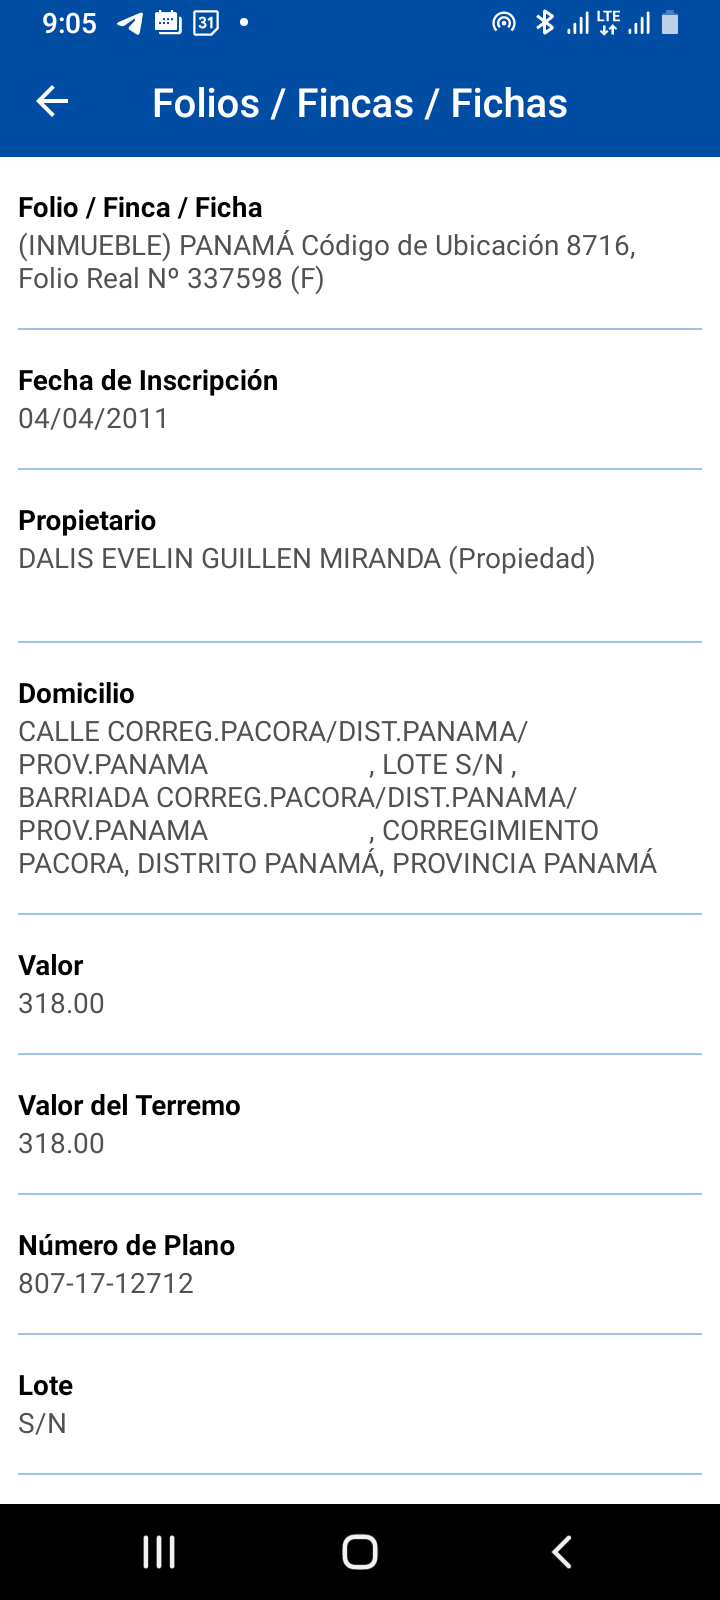 9:05
31
LTE
Folios / Fincas / Fichas
Folio / Finca / Ficha
(INMUEBLE) PANAMÁ Código de Ubicación 8716,
Folio Real Nº 337598 (F)
Fecha de Inscripción
04/04/2011
Propietario
DALIS EVELIN GUILLEN MIRANDA (Propiedad)
Domicilio
CALLE CORREG.PACORA/DIST.PANAMA/
PROV.PANAMA , LOTE S/N ,
BARRIADA CORREG.PACORA/DIST.PANAMA/
PROV.PANAMA , CORREGIMIENTO
PACORA, DISTRITO PANAMÁ, PROVINCIA PANAMÁ
Valor
318.00
Valor del Terremo
318.00
Número de Plano
807-17-12712
Lote
S/N